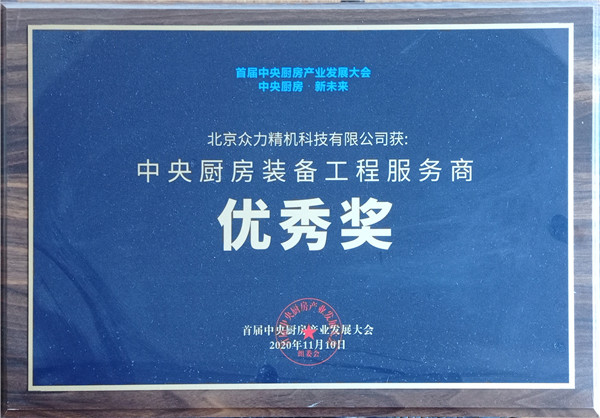 首届中央厨房产业发展大会
中央厨房·新未来
北京众力精机科技有限公司获:
中央厨房装备工程服务商
优秀奖
首届中央厨房产业发展大会
2020年11月10日
组委会